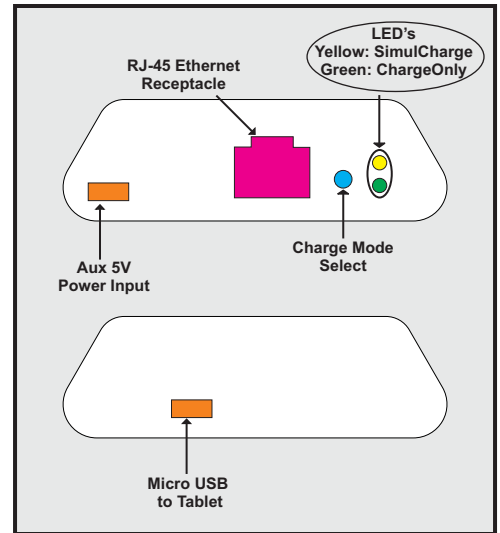 LED's
Yellow: SimulCharge
Green: ChargeOnly
RJ-45 Ethernet
Receptacle
Charge Mode
Select
Aux 5V
Power Input
Micro USB
to Tablet